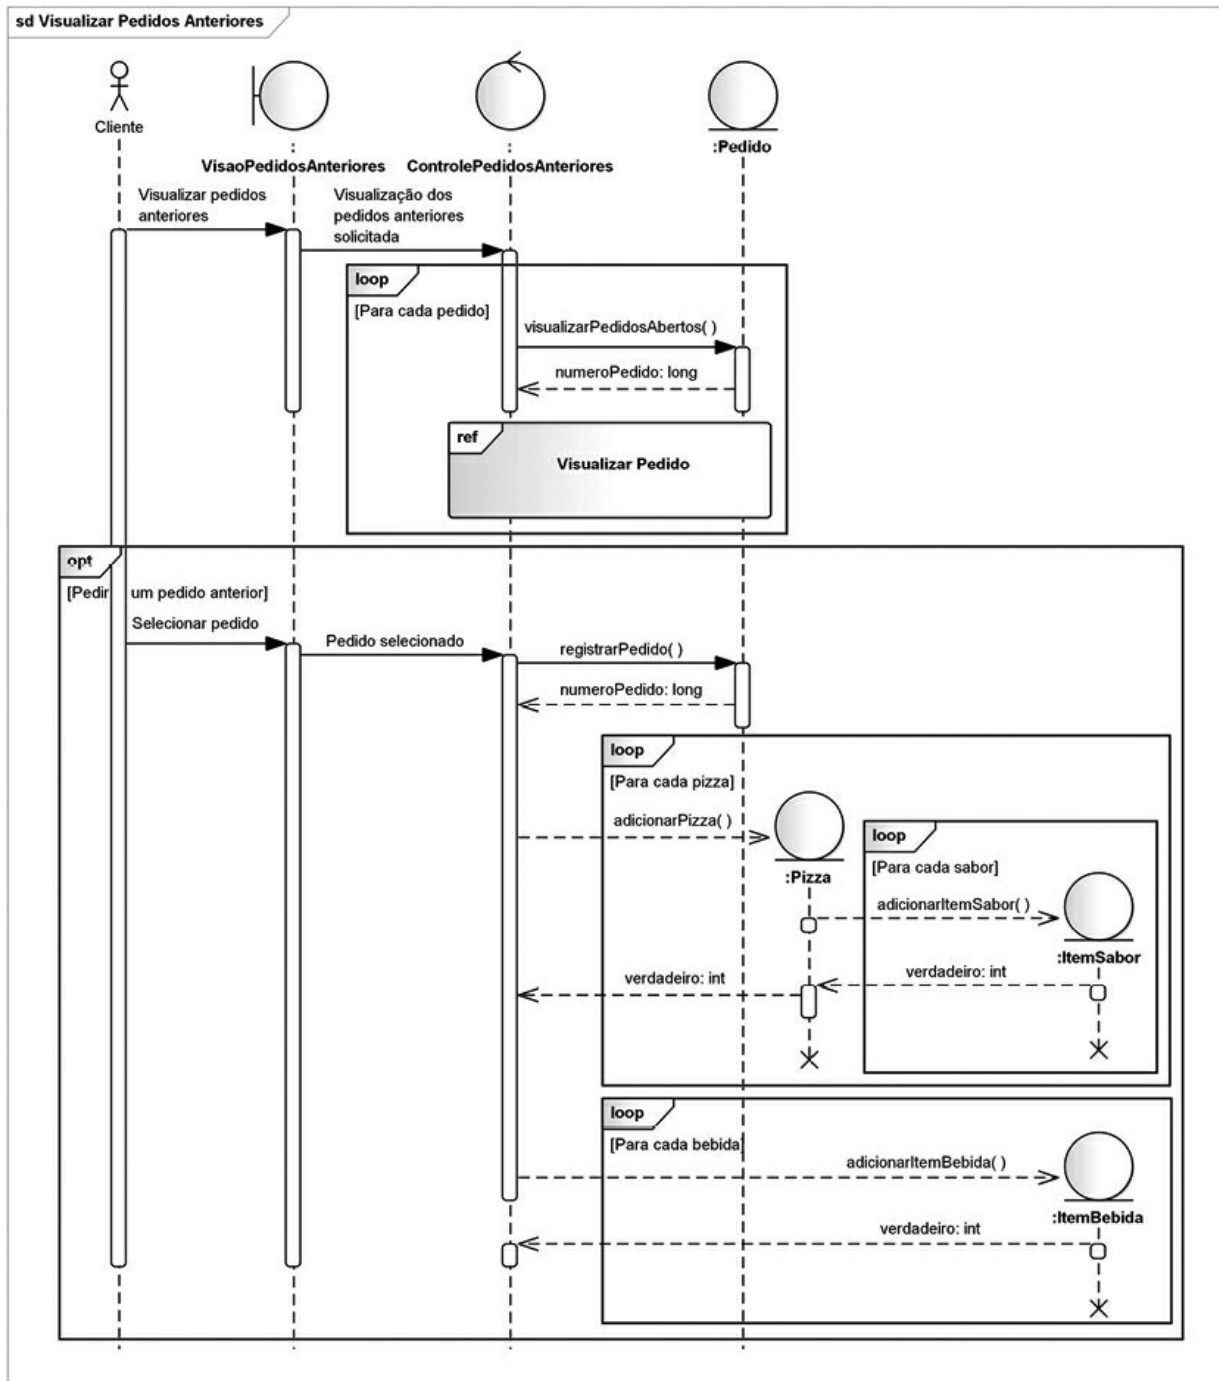 sd Visualizar Pedidos Anteriores
Cliente
:
VisaoPedidosAnteriores
:
ControlePedidosAnteriores
:Pedido
Visualizar pedidos
anteriores
Visualização dos
pedidos anteriores
solicitada
loop
[Para cada pedido]
visualizarPedidosAbertos( )
numeroPedido: long
ref
Visualizar Pedido
opt
[Pedir um pedido anterior]
Selecionar pedido
Pedido selecionado
registrarPedido( )
numeroPedido: long
loop
[Para cada pizza]
adicionarPizza( )
:Pizza
loop
[Para cada sabor]
adicionarItemSabor( )
:ItemSabor
verdadeiro: int
verdadeiro: int
loop
[Para cada bebida]
adicionarItemBebida( )
:ItemBebida
verdadeiro: int